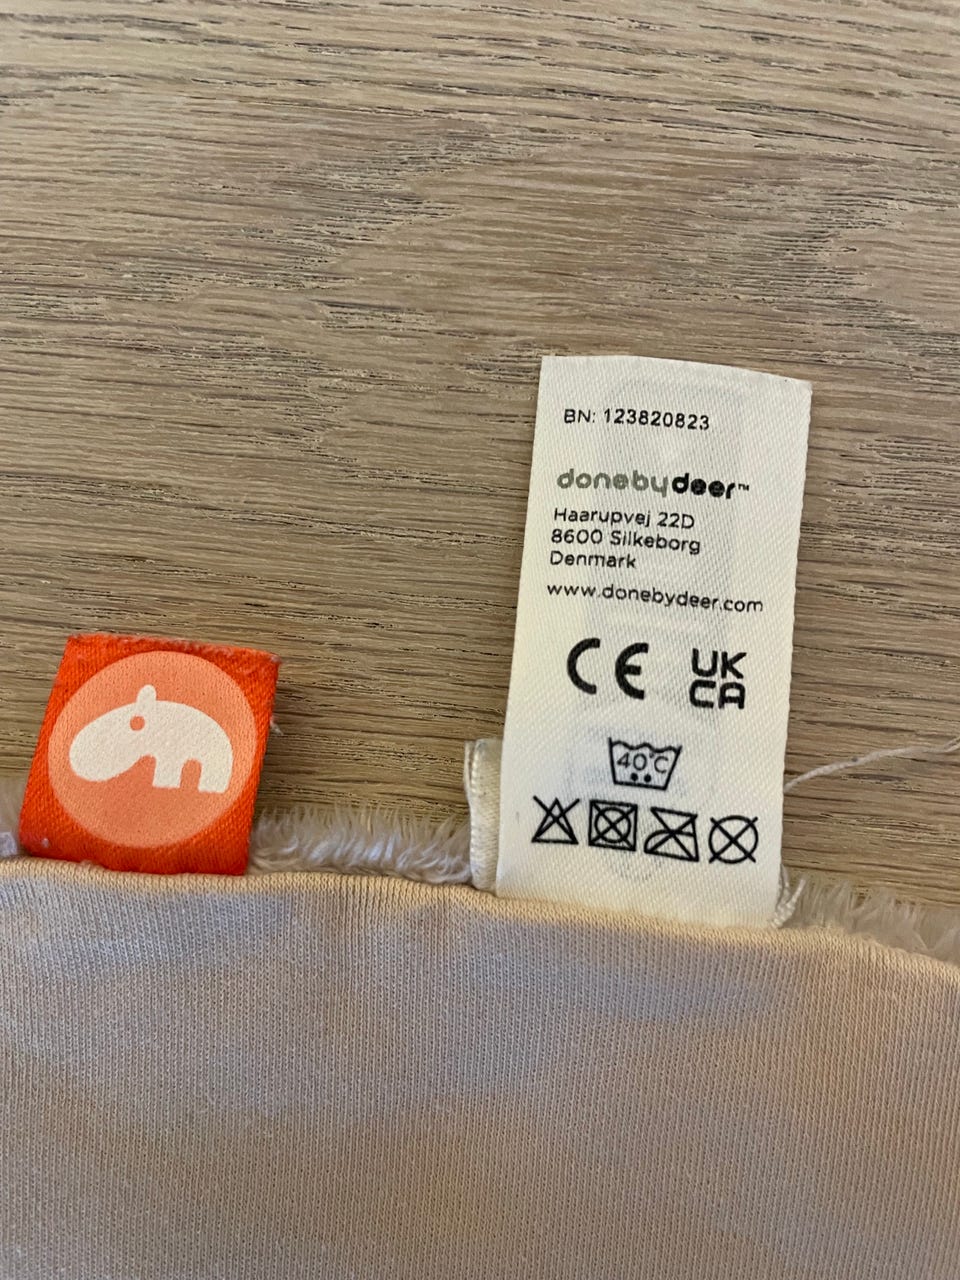 BN: 123820823
donebydeer™
Haarupvej 22D
8600 Silkeborg
Denmark
www.donebydeer.com
CE UK
CA
40°C